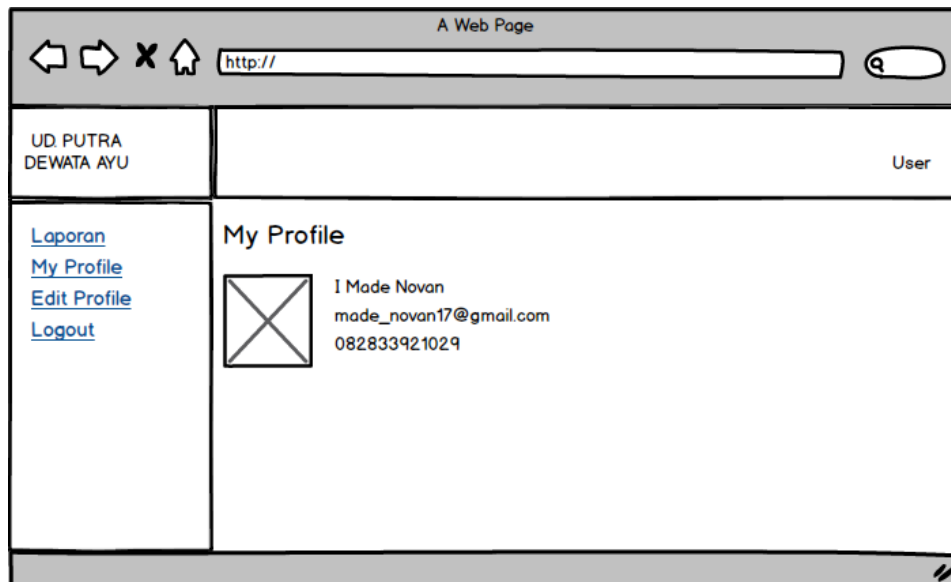 A Web Page
http://
UD. PUTRA
DEWATA AYU
User
Laporan
My Profile
Edit Profile
Logout
My Profile
I Made Novan
made_novan17@gmail.com
082833921029